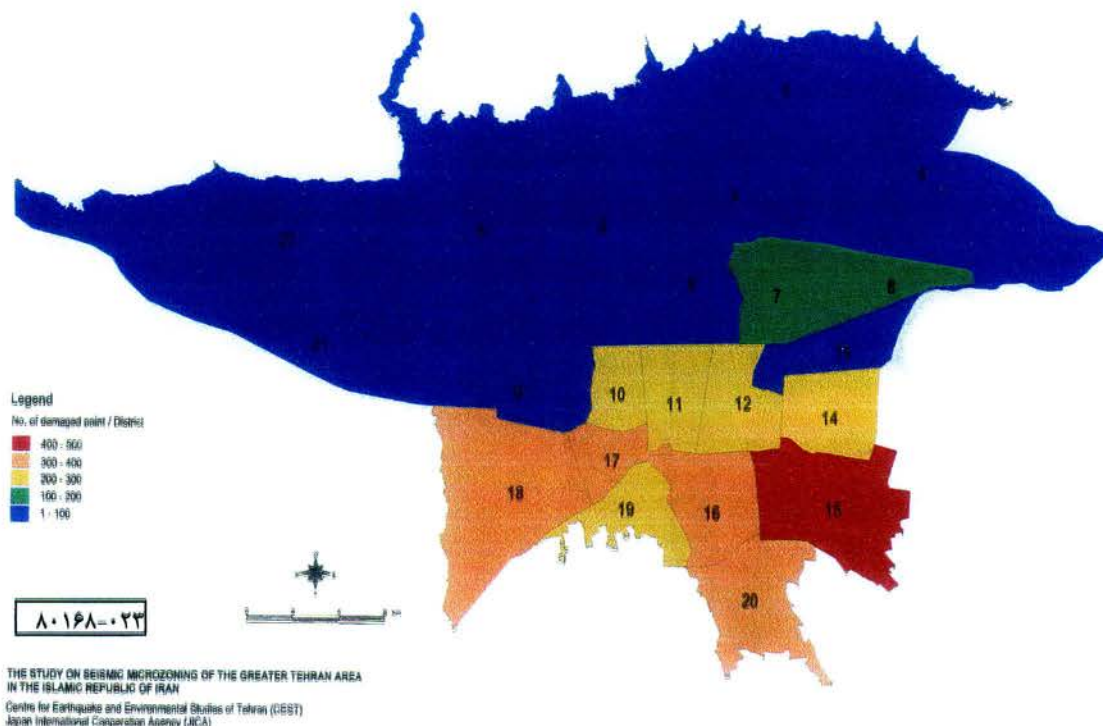 7
8
9
10
11
12
14
17
18
19
16
15
20
Legend
No. of damaged point / District
400 - 500
300 - 400
200 - 300
100 - 200
1 - 100
۸۰۱۶۸-۰۲۳
THE STUDY ON SEISMIC MICROZONING OF THE GREATER TEHRAN AREA
IN THE ISLAMIC REPUBLIC OF IRAN
Centre for Earthquake and Environmental Studies of Tehran (CEST)
Japan International Cooperation Agency (JICA)